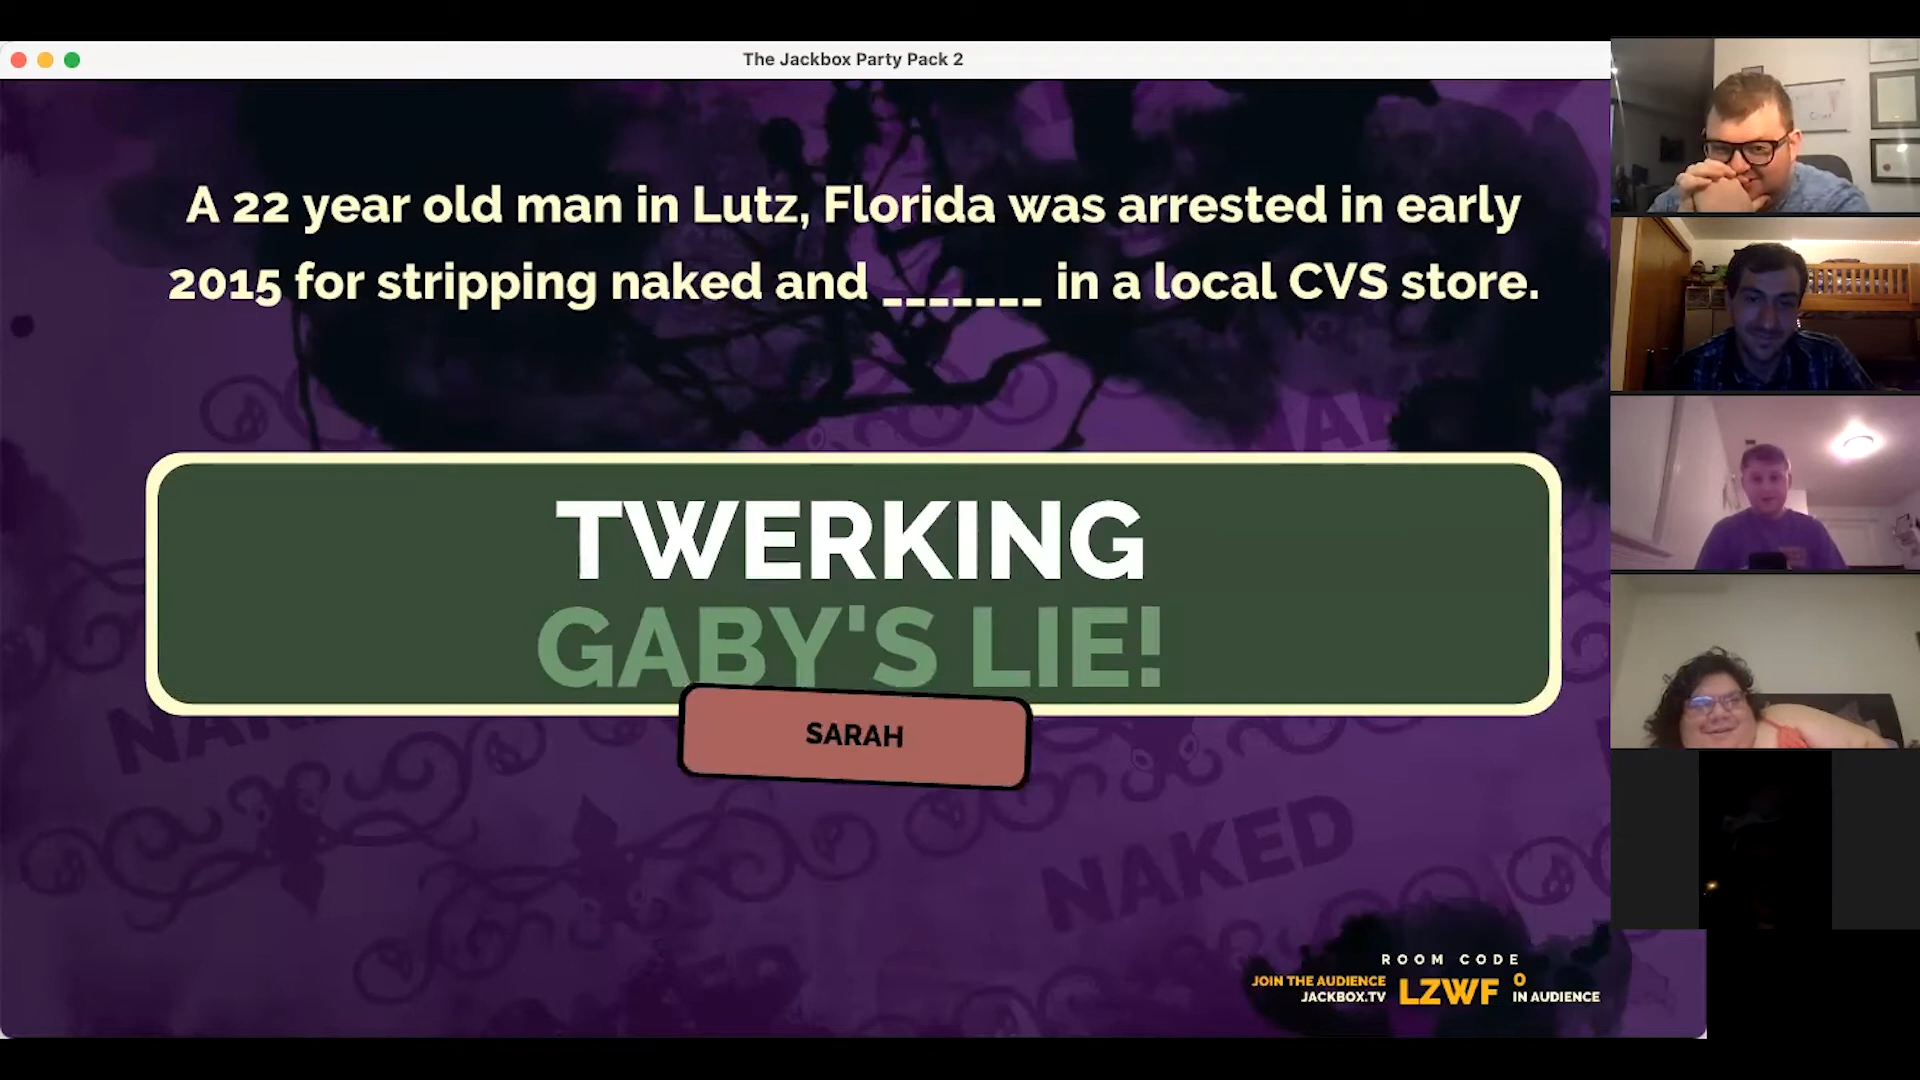 The Jackbox Party Pack 2
A 22 year old man in Lutz, Florida was arrested in early
2015 for stripping naked and _______ in a local CVS store.
TWERKING
GABY'S LIE!
SARAH
NAKED
ROOM CODE
JOIN THE AUDIENCE
JACKBOX.TV
LZWF
0
IN AUDIENCE